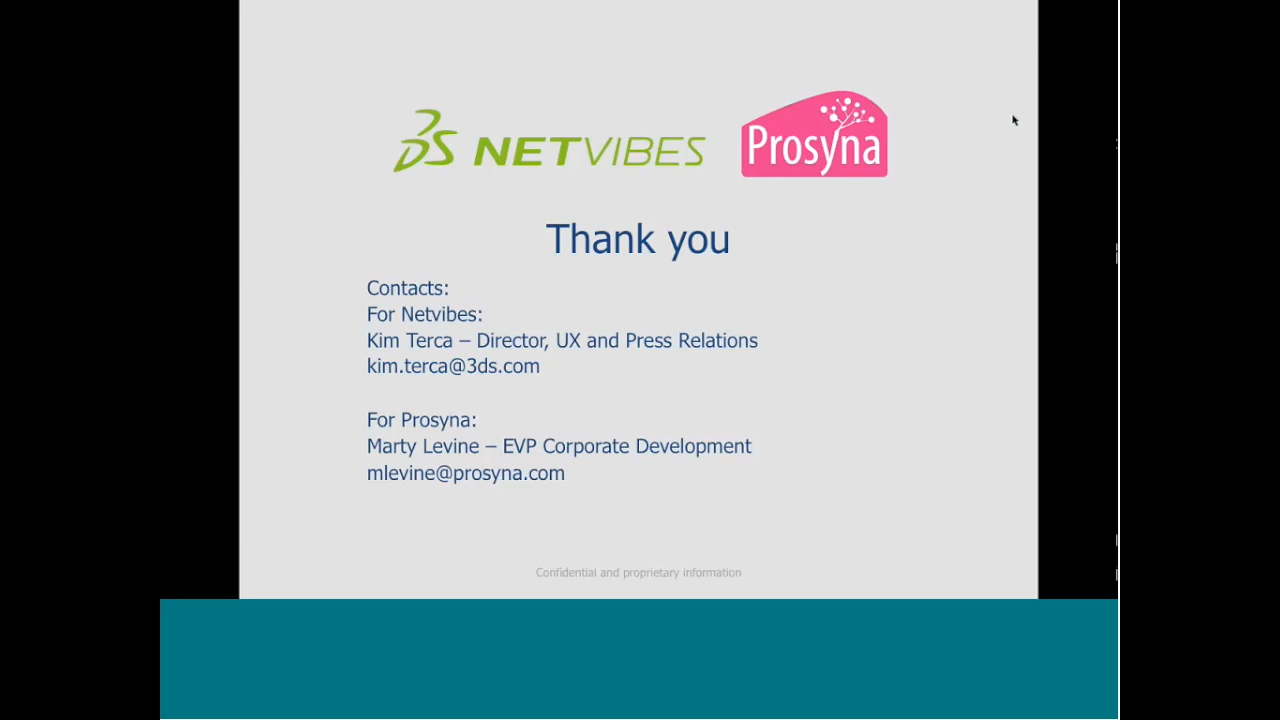 3S NETVIBES
Prosyna
Thank you
Contacts:
For Netvibes:
Kim Terca – Director, UX and Press Relations
kim.terca@3ds.com
For Prosyna:
Marty Levine – EVP Corporate Development
mlevine@prosyna.com
Confidential and proprietary information